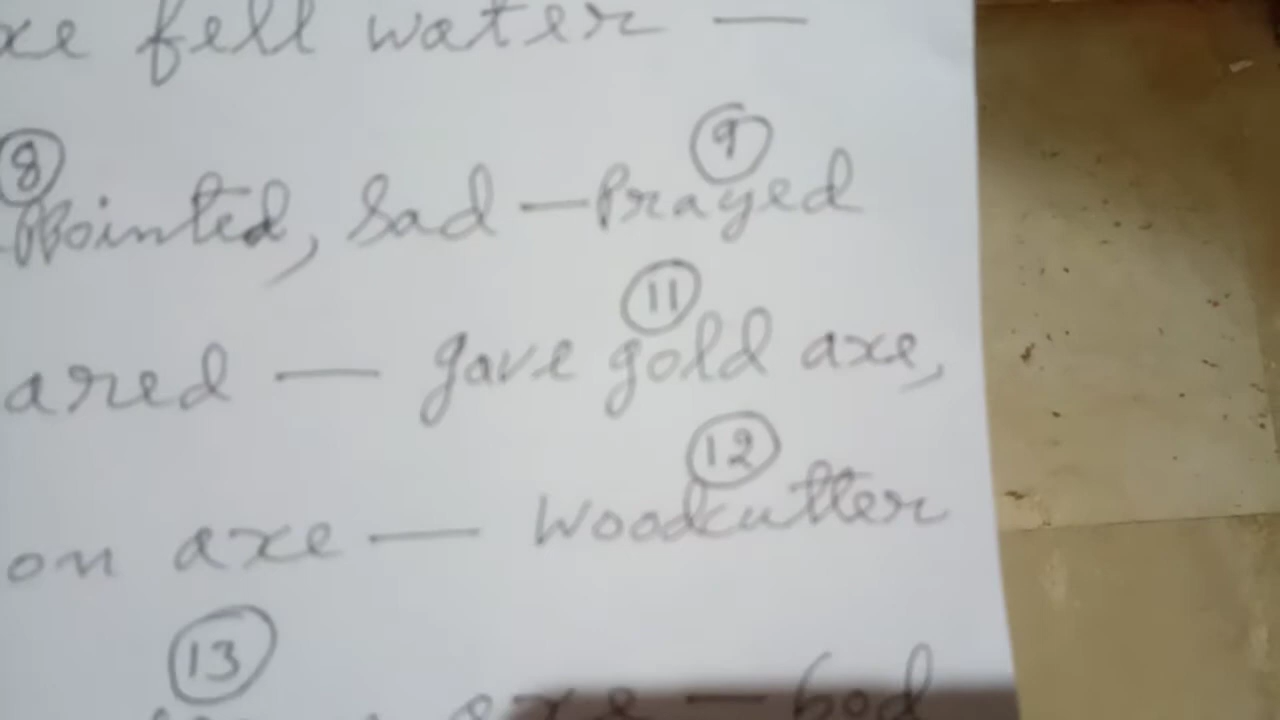 xe fell water —
8 9
ppointed, Sad — Prayed
11
ared — gave gold axe,
12
on axe — Woodcutter
13
axe — God